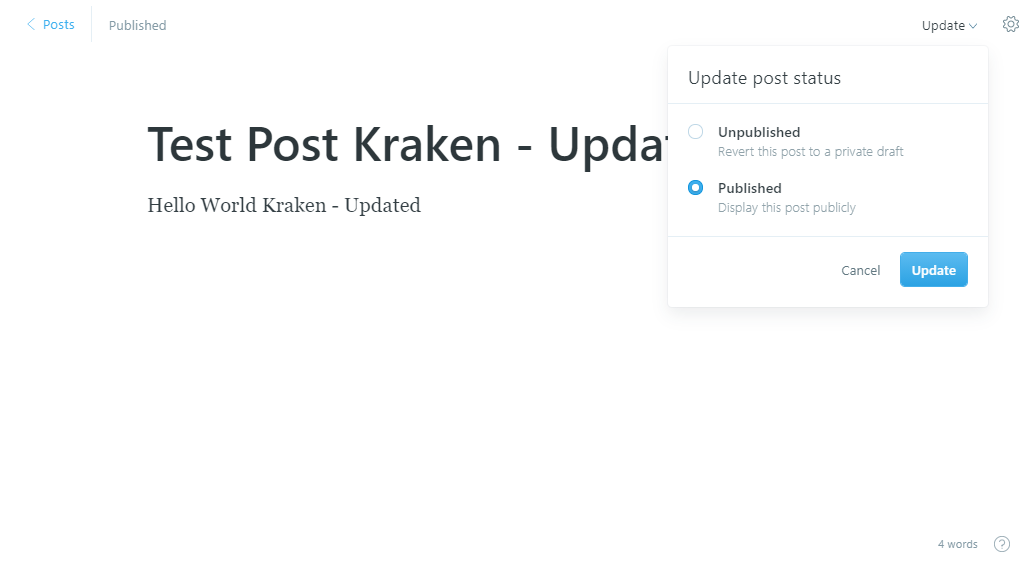 Posts
Published
Update
Update post status
Test Post Kraken - Upda
Unpublished
Revert this post to a private draft
Published
Display this post publicly
Hello World Kraken - Updated
Cancel
Update
4 words
?